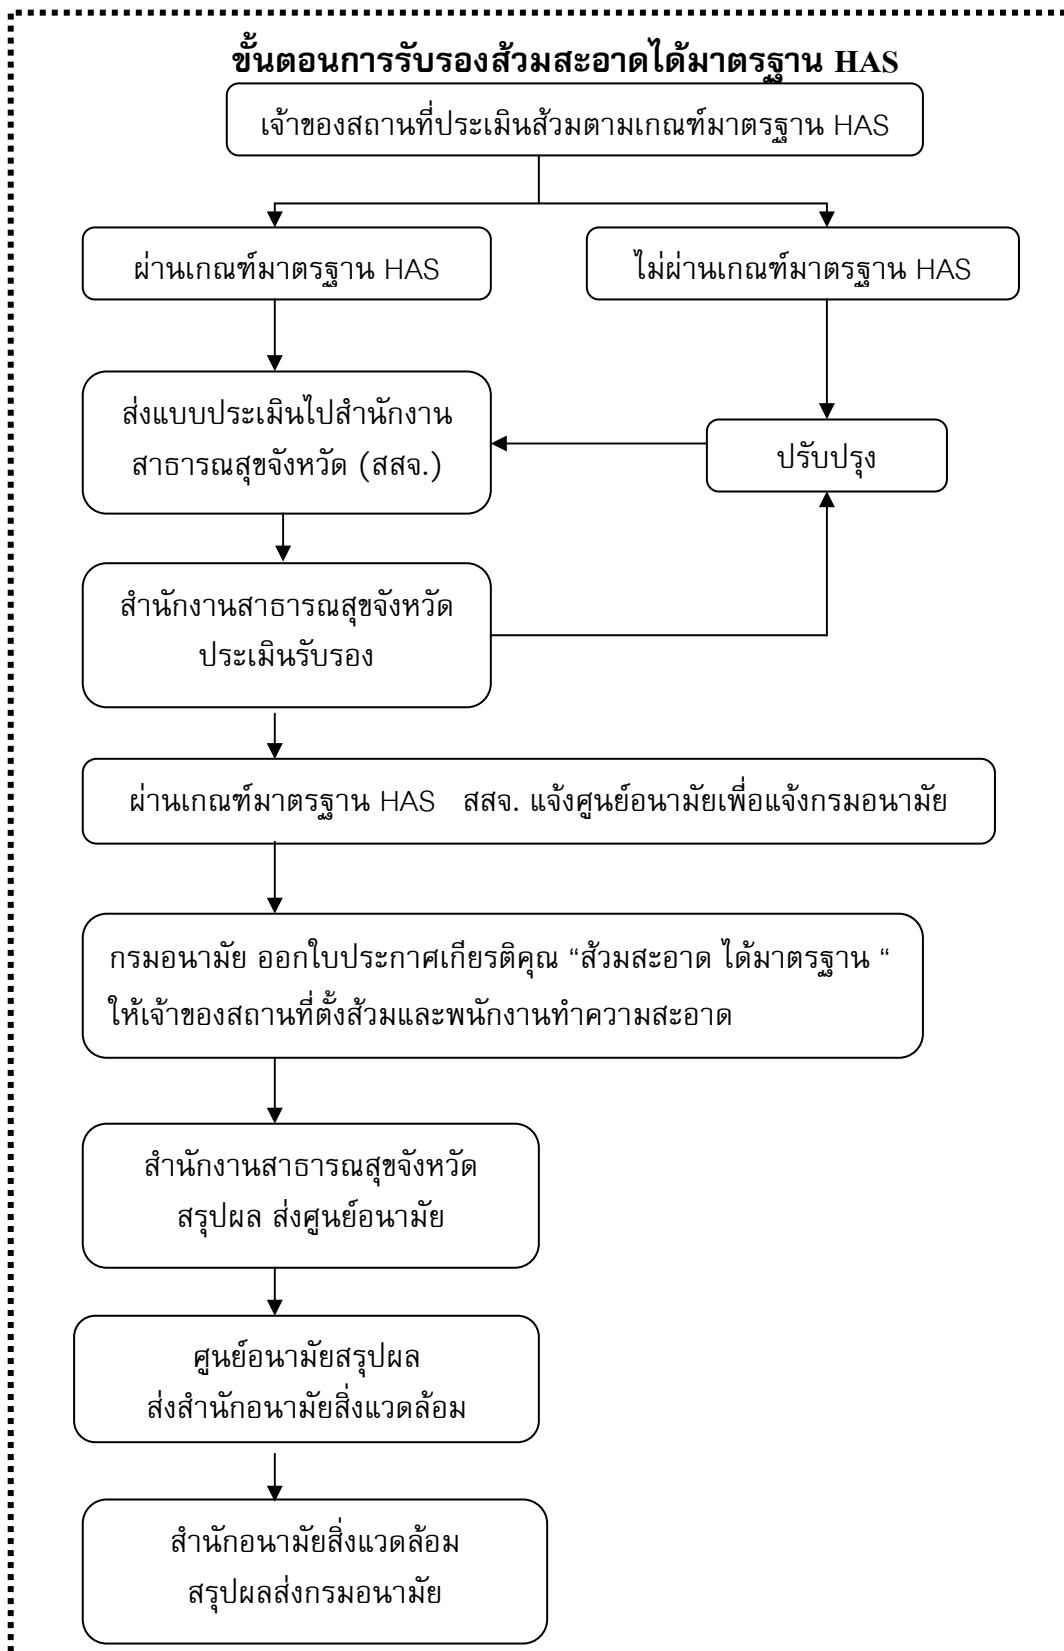 ขั้นตอนการรับรองส้วมสะอาดได้มาตรฐาน HAS
เจ้าของสถานที่ประเมินส้วมตามเกณฑ์มาตรฐาน HAS
ผ่านเกณฑ์มาตรฐาน HAS
ไม่ผ่านเกณฑ์มาตรฐาน HAS
ส่งแบบประเมินไปสำนักงาน
สาธารณสุขจังหวัด (สสจ.)
ปรับปรุง
สำนักงานสาธารณสุขจังหวัด
ประเมินรับรอง
ผ่านเกณฑ์มาตรฐาน HAS สสจ. แจ้งศูนย์อนามัยเพื่อแจ้งกรมอนามัย
กรมอนามัย ออกใบประกาศเกียรติคุณ “ส้วมสะอาด ได้มาตรฐาน “
ให้เจ้าของสถานที่ตั้งส้วมและพนักงานทำความสะอาด
สำนักงานสาธารณสุขจังหวัด
สรุปผล ส่งศูนย์อนามัย
ศูนย์อนามัยสรุปผล
ส่งสำนักอนามัยสิ่งแวดล้อม
สำนักอนามัยสิ่งแวดล้อม
สรุปผลส่งกรมอนามัย